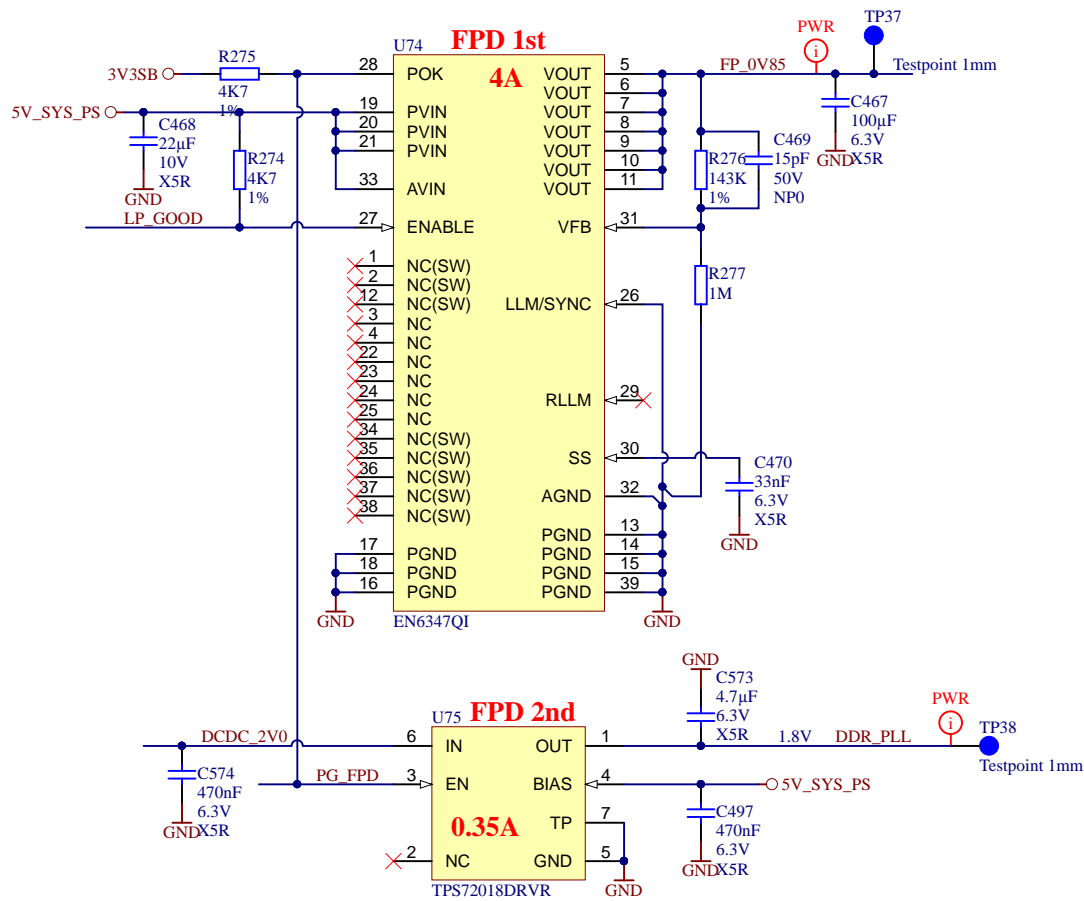 FPD 1st
PWR
TP37
U74
R275
4K7
1%
3V3SB
28
POK
4A
VOUT
5
FP_0V85
Testpoint 1mm
VOUT
6
5V_SYS_PS
19
PVIN
VOUT
7
20
PVIN
VOUT
8
21
PVIN
VOUT
9
VOUT
10
33
AVIN
VOUT
11
C468
22µF
10V
X5R
GND
R274
4K7
1%
C467
100µF
6.3V
X5R
GND
C469
15pF
50V
NP0
R276
143K
1%
LP_GOOD
27
ENABLE
VFB
31
1
NC(SW)
2
NC(SW)
12
NC(SW)
LLM/SYNC
26
R277
1M
3
NC
4
NC
22
NC
23
NC
24
NC
RLLM
29
25
NC
34
NC(SW)
35
NC(SW)
SS
30
36
NC(SW)
37
NC(SW)
AGND
32
38
NC(SW)
C470
33nF
6.3V
X5R
GND
PGND
13
17
PGND
PGND
14
18
PGND
PGND
15
16
PGND
PGND
39
GND
GND
EN6347QI
GND
C573
4.7µF
6.3V
X5R
U75
FPD 2nd
PWR
TP38
Testpoint 1mm
DCDC_2V0
6
IN
OUT
1
1.8V
DDR_PLL
C574
470nF
6.3V
X5R
GND
PG_FPD
3
EN
BIAS
4
5V_SYS_PS
C497
470nF
6.3V
X5R
GND
0.35A
TP
7
2
NC
GND
5
GND
TPS72018DRVR